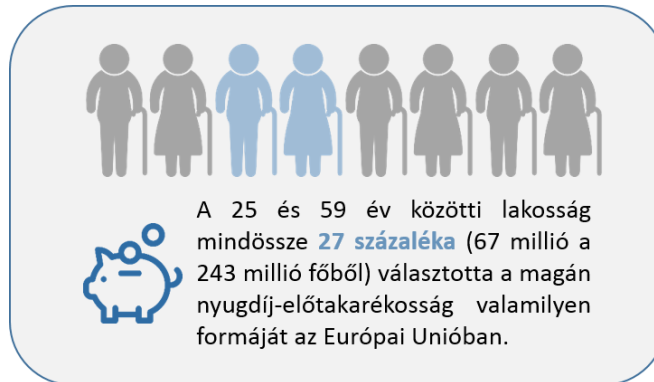 A 25 és 59 év közötti lakosság
mindössze 27 százaléka (67 millió a
243 millió főből) választotta a magán
nyugdíj-előtakarékosság valamilyen
formáját az Európai Unióban.